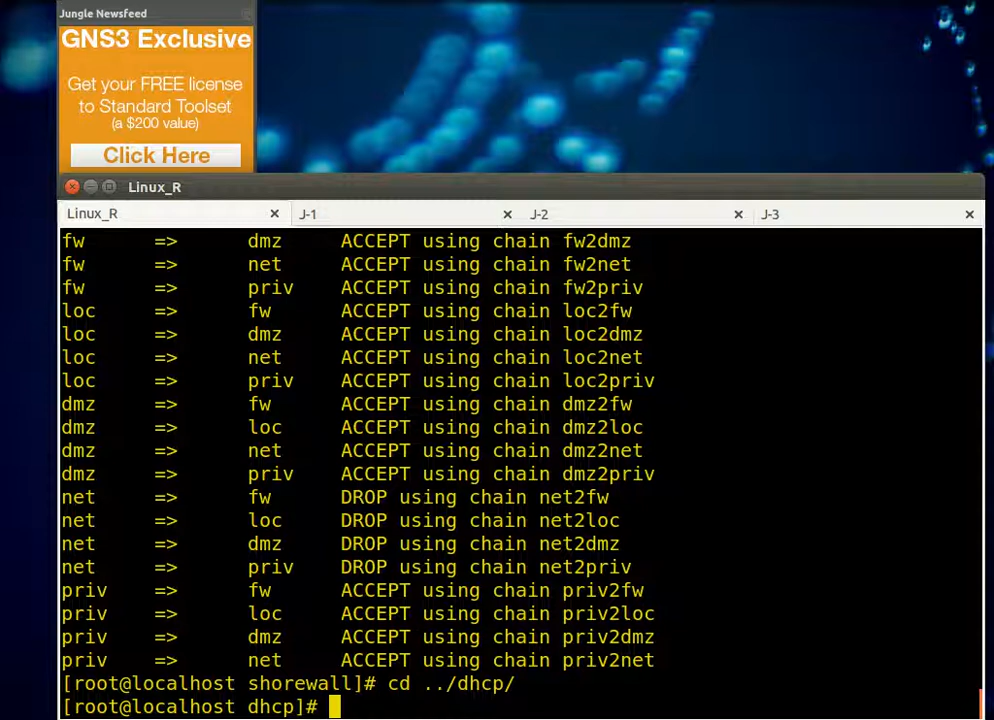 Jungle Newsfeed
GNS3 Exclusive
Get your FREE license
to Standard Toolset
(a $200 value)
Click Here
Linux_R
Linux_R J-1 J-2 J-3
fw => dmz ACCEPT using chain fw2dmz
fw => net ACCEPT using chain fw2net
fw => priv ACCEPT using chain fw2priv
loc => fw ACCEPT using chain loc2fw
loc => dmz ACCEPT using chain loc2dmz
loc => net ACCEPT using chain loc2net
loc => priv ACCEPT using chain loc2priv
dmz => fw ACCEPT using chain dmz2fw
dmz => loc ACCEPT using chain dmz2loc
dmz => net ACCEPT using chain dmz2net
dmz => priv ACCEPT using chain dmz2priv
net => fw DROP using chain net2fw
net => loc DROP using chain net2loc
net => dmz DROP using chain net2dmz
net => priv DROP using chain net2priv
priv => fw ACCEPT using chain priv2fw
priv => loc ACCEPT using chain priv2loc
priv => dmz ACCEPT using chain priv2dmz
priv => net ACCEPT using chain priv2net
[root@localhost shorewall]# cd ../dhcp/
[root@localhost dhcp]#